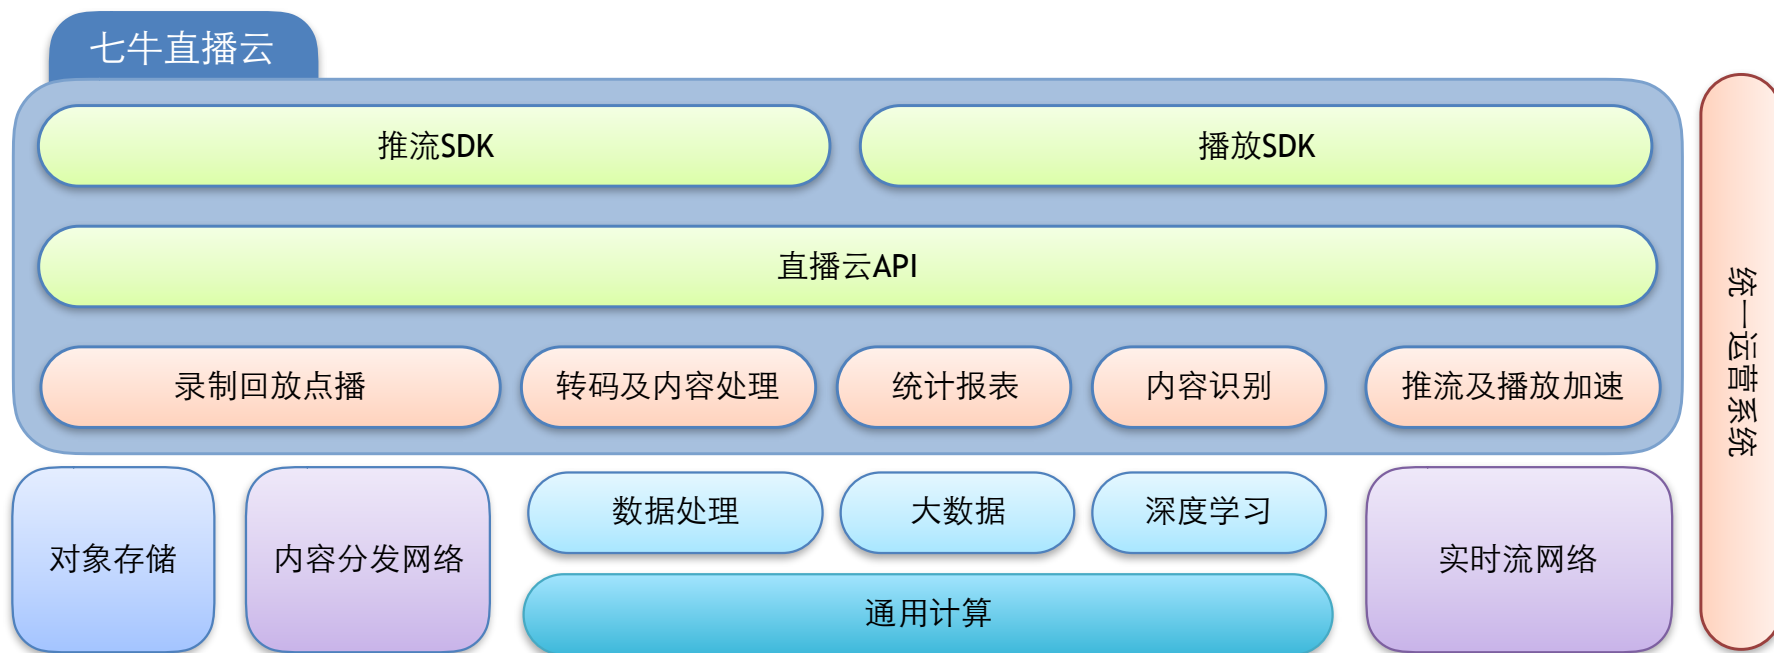 七牛直播云
推流SDK
播放SDK
直播云API
录制回放点播
转码及内容处理
统计报表
内容识别
推流及播放加速
统一运营系统
对象存储
内容分发网络
数据处理
大数据
深度学习
实时流网络
通用计算